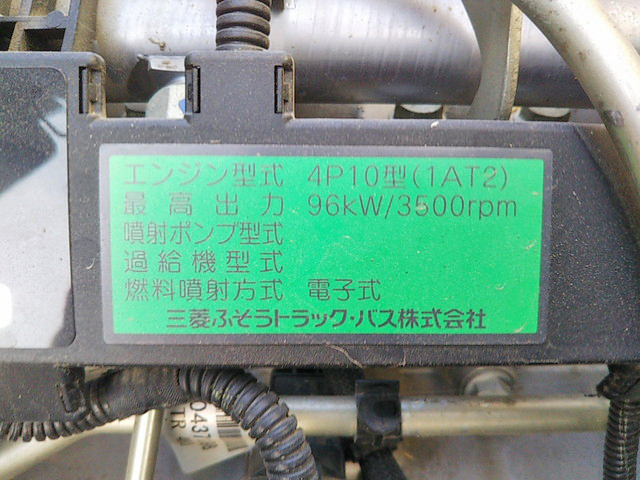 エンジン型式 4P10型(1AT2)
最高出力 96kW/3500rpm
噴射ポンプ型式
過給機型式
燃料噴射方式 電子式
三菱ふそうトラック・バス株式会社
TR